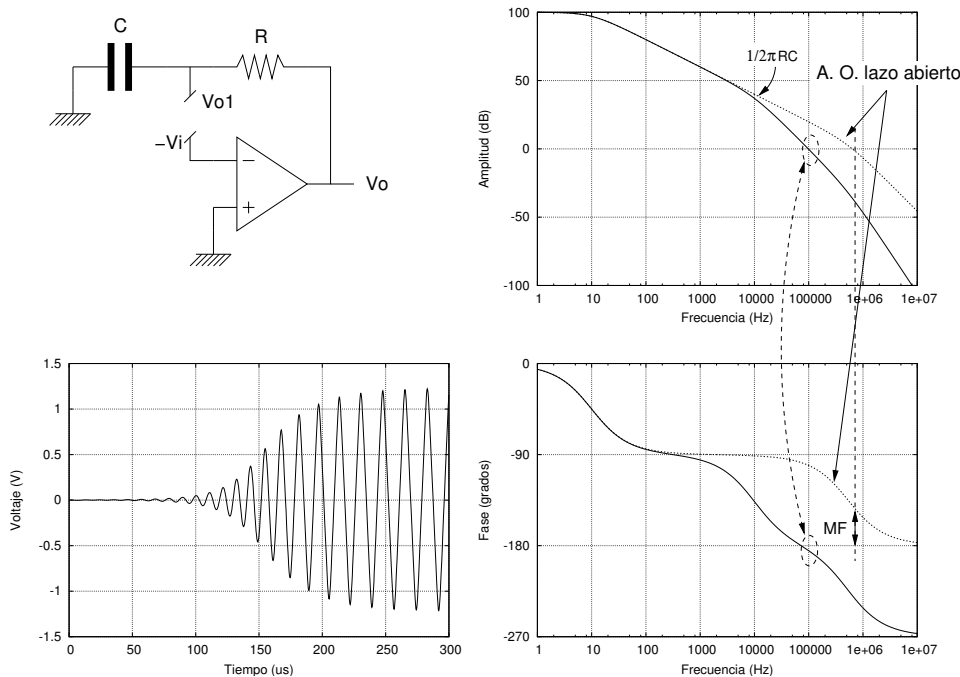 C
R
Vo1
−Vi
−
+
Vo
100
50
0
-50
-100
Amplitud (dB)
1/2πRC
A. O. lazo abierto
1
10
100
1000
10000
100000
1e+06
1e+07
Frecuencia (Hz)
1.5
1
0.5
0
-0.5
-1
-1.5
Voltaje (V)
0
50
100
150
200
250
300
Tiempo (us)
0
-90
-180
-270
Fase (grados)
MF
1
10
100
1000
10000
100000
1e+06
1e+07
Frecuencia (Hz)